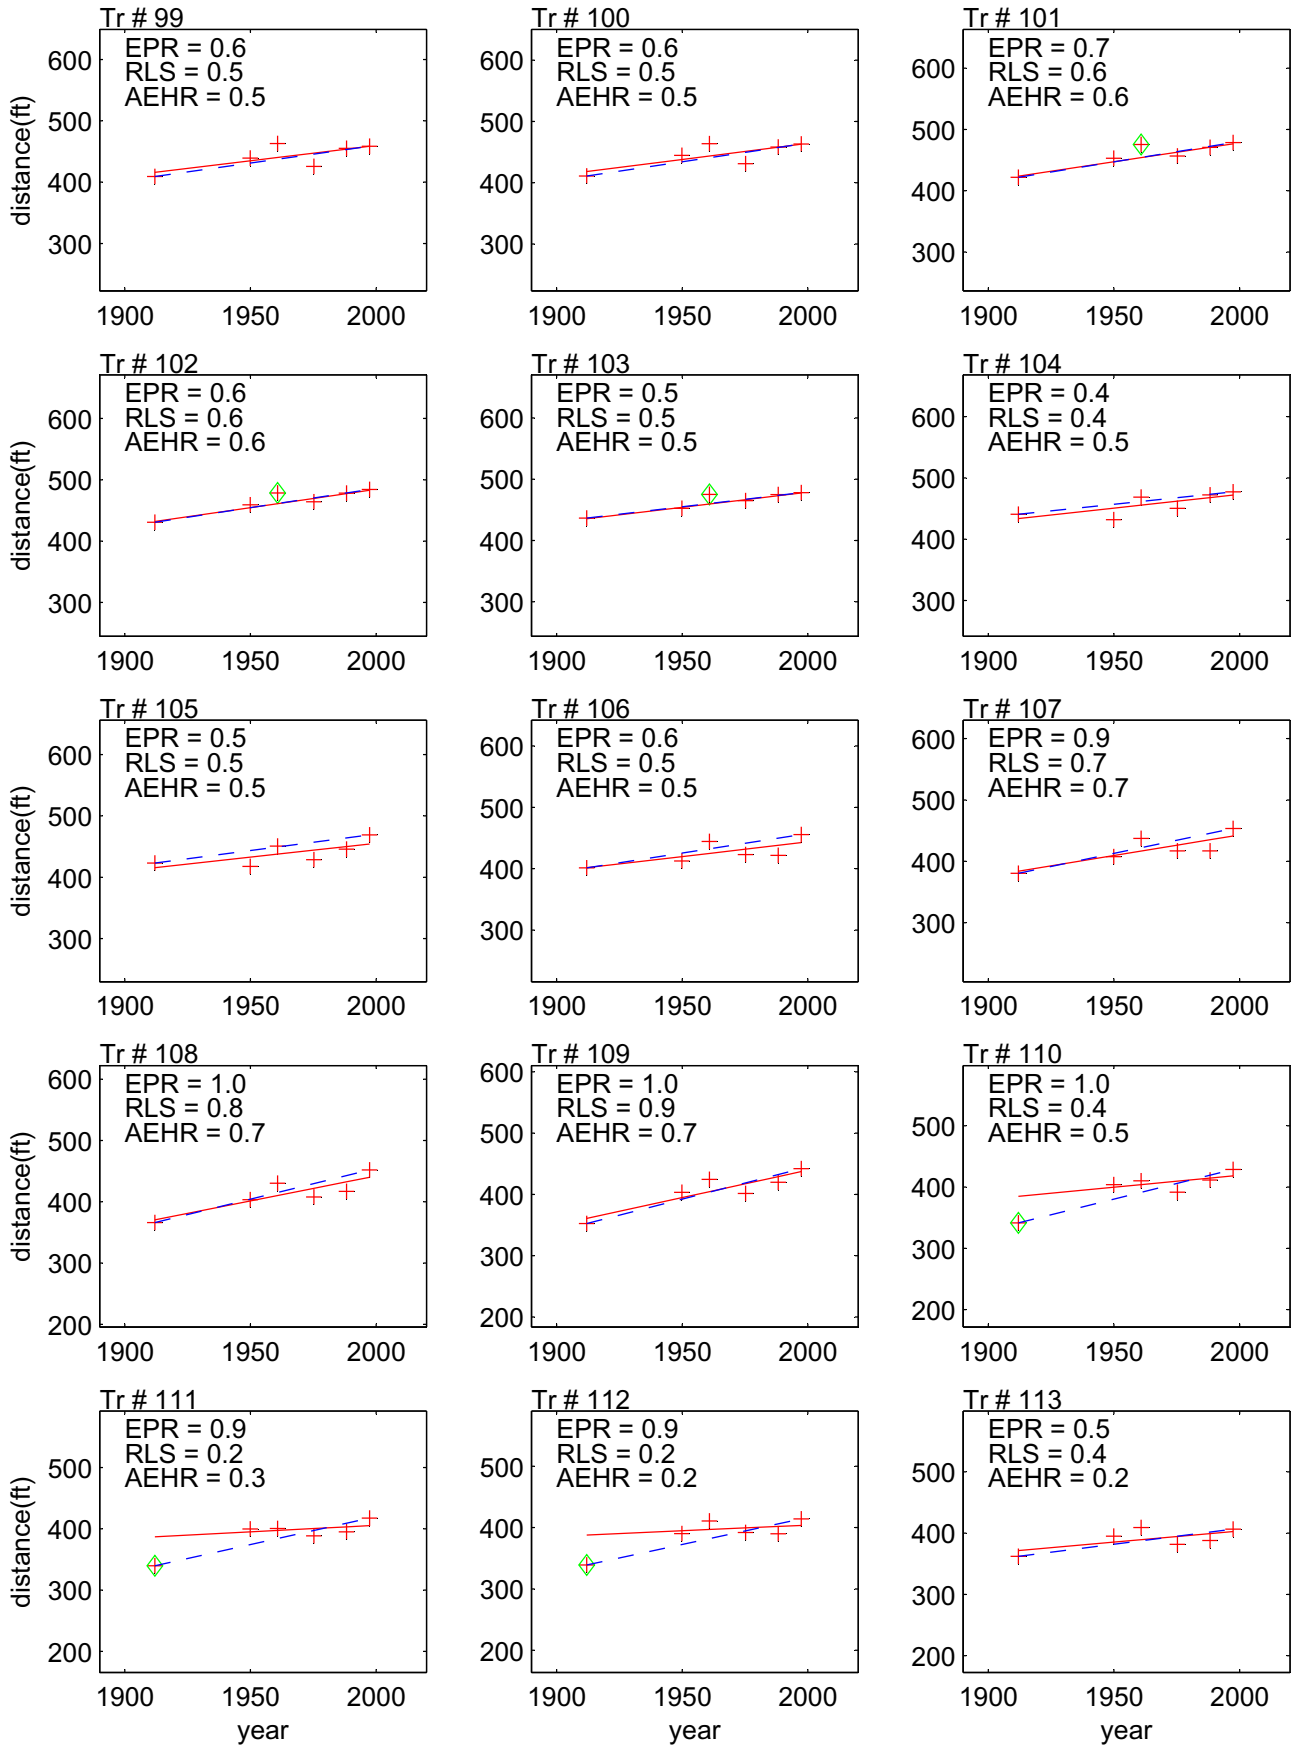 Tr # 99
EPR = 0.6
RLS = 0.5
AEHR = 0.5
600
500
400
300
distance(ft)
1900 1950 2000
Tr # 100
EPR = 0.6
RLS = 0.5
AEHR = 0.5
600
500
400
300
1900 1950 2000
Tr # 101
EPR = 0.7
RLS = 0.6
AEHR = 0.6
600
500
400
300
1900 1950 2000
Tr # 102
EPR = 0.6
RLS = 0.6
AEHR = 0.6
600
500
400
300
distance(ft)
1900 1950 2000
Tr # 103
EPR = 0.5
RLS = 0.5
AEHR = 0.5
600
500
400
300
1900 1950 2000
Tr # 104
EPR = 0.4
RLS = 0.4
AEHR = 0.5
600
500
400
300
1900 1950 2000
Tr # 105
EPR = 0.5
RLS = 0.5
AEHR = 0.5
600
500
400
300
distance(ft)
1900 1950 2000
Tr # 106
EPR = 0.6
RLS = 0.5
AEHR = 0.5
600
500
400
300
1900 1950 2000
Tr # 107
EPR = 0.9
RLS = 0.7
AEHR = 0.7
600
500
400
300
1900 1950 2000
Tr # 108
EPR = 1.0
RLS = 0.8
AEHR = 0.7
600
500
400
300
200
distance(ft)
1900 1950 2000
Tr # 109
EPR = 1.0
RLS = 0.9
AEHR = 0.7
600
500
400
300
200
1900 1950 2000
Tr # 110
EPR = 1.0
RLS = 0.4
AEHR = 0.5
500
400
300
200
1900 1950 2000
Tr # 111
EPR = 0.9
RLS = 0.2
AEHR = 0.3
500
400
300
200
distance(ft)
1900 1950 2000
year
Tr # 112
EPR = 0.9
RLS = 0.2
AEHR = 0.2
500
400
300
200
1900 1950 2000
year
Tr # 113
EPR = 0.5
RLS = 0.4
AEHR = 0.2
500
400
300
200
1900 1950 2000
year